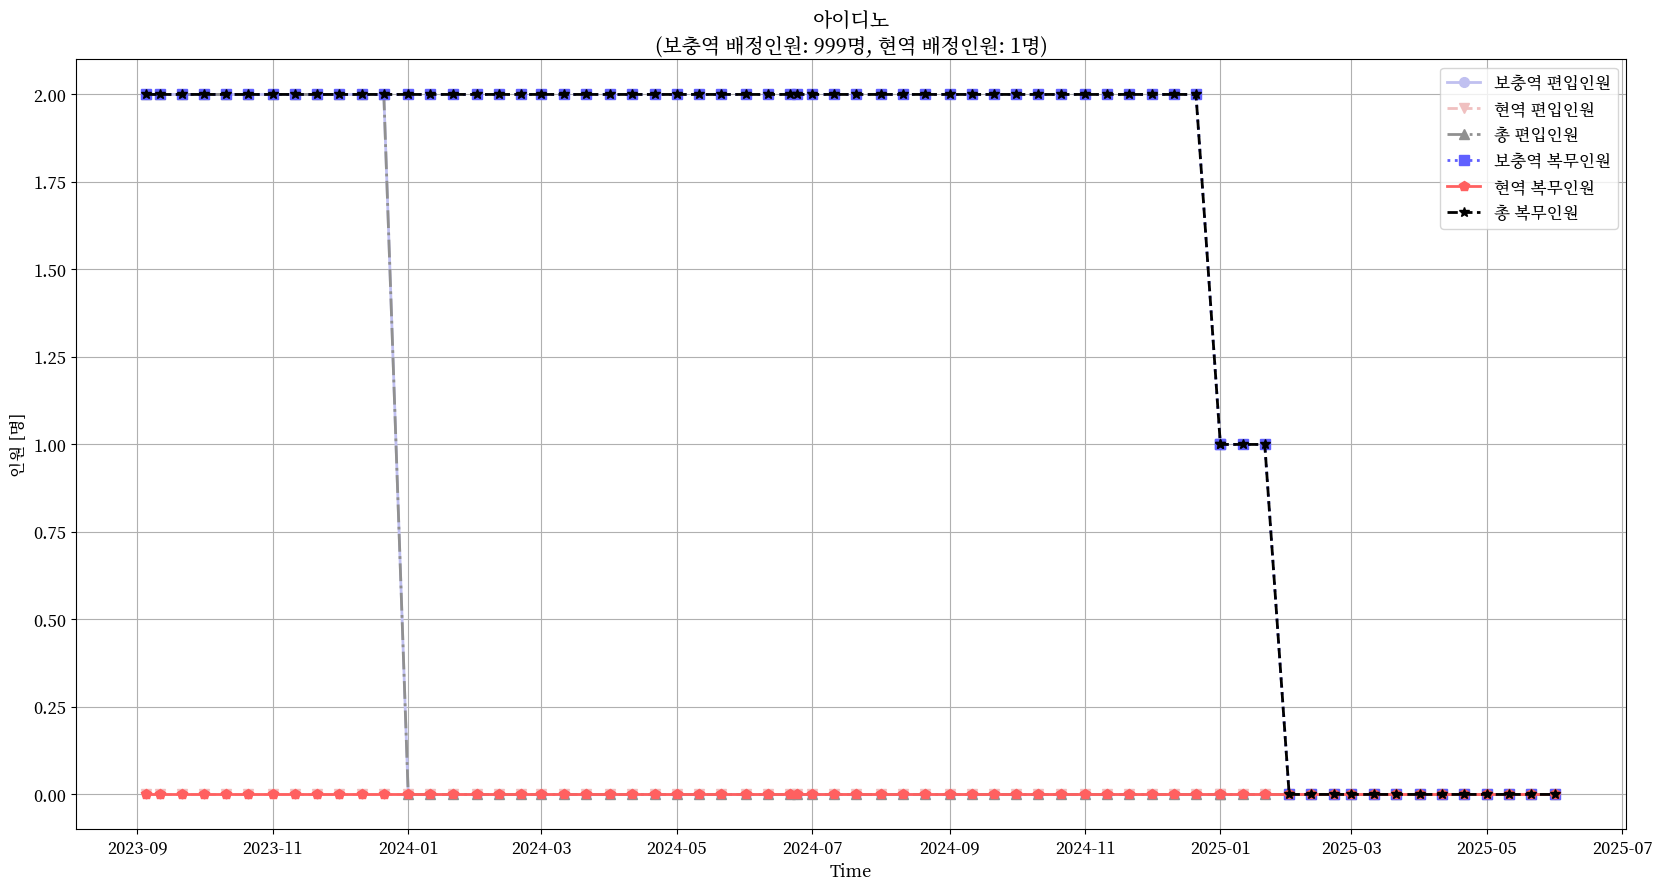 아이디노
(보충역 배정인원: 999명, 현역 배정인원: 1명)
보충역 편입인원
현역 편입인원
총 편입인원
보충역 복무인원
현역 복무인원
총 복무인원
인원 [명]
2.00
1.75
1.50
1.25
1.00
0.75
0.50
0.25
0.00
2023-09 2023-11 2024-01 2024-03 2024-05 2024-07 2024-09 2024-11 2025-01 2025-03 2025-05 2025-07
Time